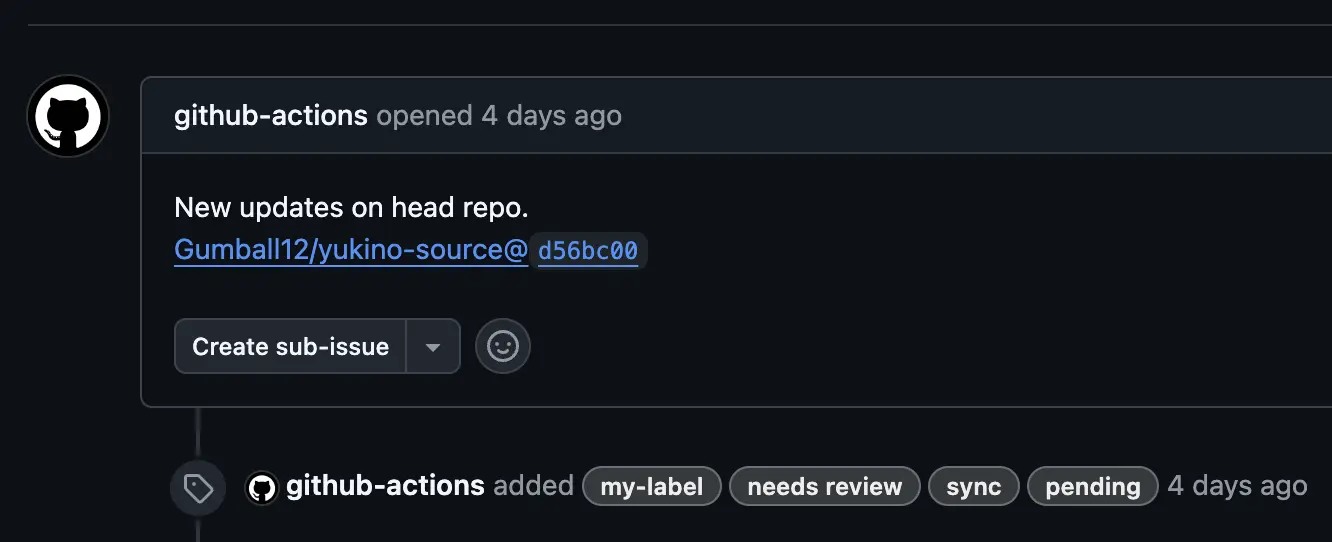 github-actions opened 4 days ago
New updates on head repo.
Gumball12/yukino-source@d56bc00
Create sub-issue
github-actions added my-label needs review sync pending 4 days ago